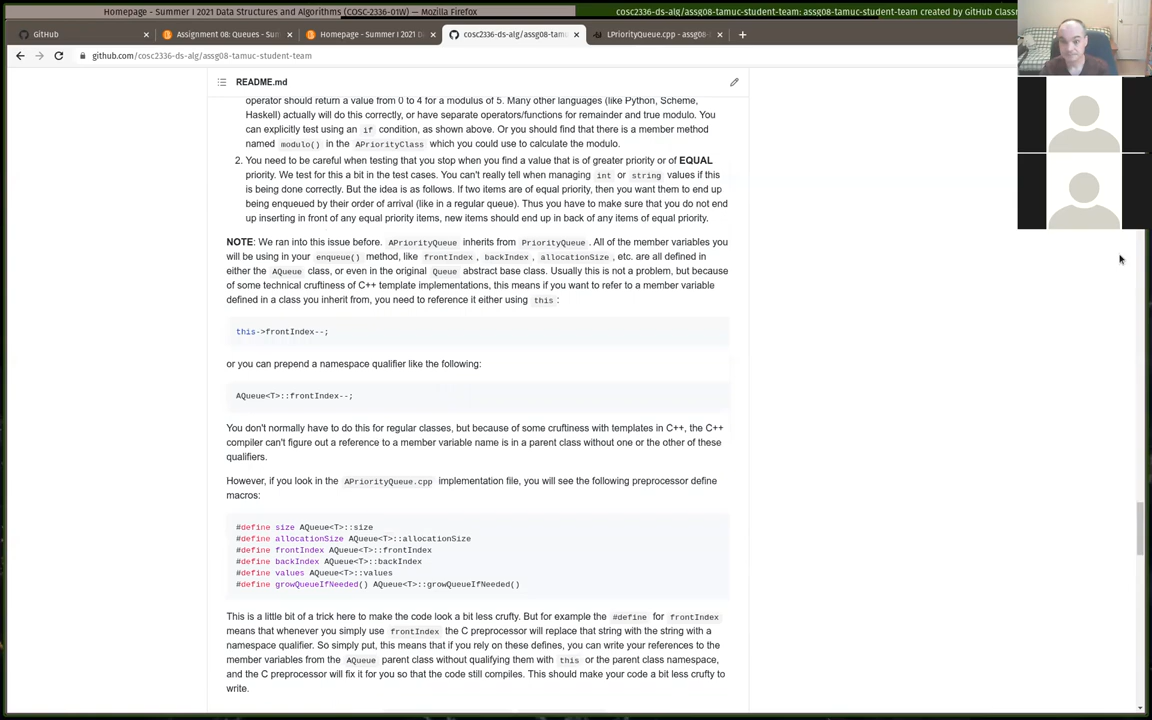 Homepage - Summer I 2021 Data Structures and Algorithms (COSC-2336-01W) — Mozilla Firefox
cosc2336-ds-alg/assg08-tamuc-student-team: assg08-tamuc-student-team created by GitHub Classr
GitHub
Assignment 08: Queues - Sun
Homepage - Summer I 2021 D
cosc2336-ds-alg/assg08-tamuc
LPriorityQueue.cpp - assg08-
github.com/cosc2336-ds-alg/assg08-tamuc-student-team
README.md
operator should return a value from 0 to 4 for a modulus of 5. Many other languages (like Python, Scheme,
Haskell) actually will do this correctly, or have separate operators/functions for remainder and true modulo. You
can explicitly test using an if condition, as shown above. Or you should find that there is a member method
named modulo() in the APriorityClass which you could use to calculate the modulo.
2. You need to be careful when testing that you stop when you find a value that is of greater priority or of EQUAL
priority. We test for this a bit in the test cases. You can't really tell when managing int or string values if this
is being done correctly. But the idea is as follows. If two items are of equal priority, then you want them to end up
being enqueued by their order of arrival (like in a regular queue). Thus you have to make sure that you do not end
up inserting in front of any equal priority items, new items should end up in back of any items of equal priority.
NOTE: We ran into this issue before. APriorityQueue inherits from PriorityQueue. All of the member variables you
will be using in your enqueue() method, like frontIndex, backIndex, allocationSize, etc. are all defined in
either the AQueue class, or even in the original Queue abstract base class. Usually this is not a problem, but because
of some technical cruftiness of C++ template implementations, this means if you want to refer to a member variable
defined in a class you inherit from, you need to reference it either using this:
this->frontIndex--;
or you can prepend a namespace qualifier like the following:
AQueue<T>::frontIndex--;
You don't normally have to do this for regular classes, but because of some cruftiness with templates in C++, the C++
compiler can't figure out a reference to a member variable name is in a parent class without one or the other of these
qualifiers.
However, if you look in the APriorityQueue.cpp implementation file, you will see the following preprocessor define
macros:
#define size AQueue<T>::size
#define allocationSize AQueue<T>::allocationSize
#define frontIndex AQueue<T>::frontIndex
#define backIndex AQueue<T>::backIndex
#define values AQueue<T>::values
#define growQueueIfNeeded() AQueue<T>::growQueueIfNeeded()
This is a little bit of a trick here to make the code look a bit less crufty. But for example the #define for frontIndex
means that whenever you simply use frontIndex the C preprocessor will replace that string with the string with a
namespace qualifier. So simply put, this means that if you rely on these defines, you can write your references to the
member variables from the AQueue parent class without qualifying them with this or the parent class namespace,
and the C preprocessor will fix it for you so that the code still compiles. This should make your code a bit less crufty to
write.